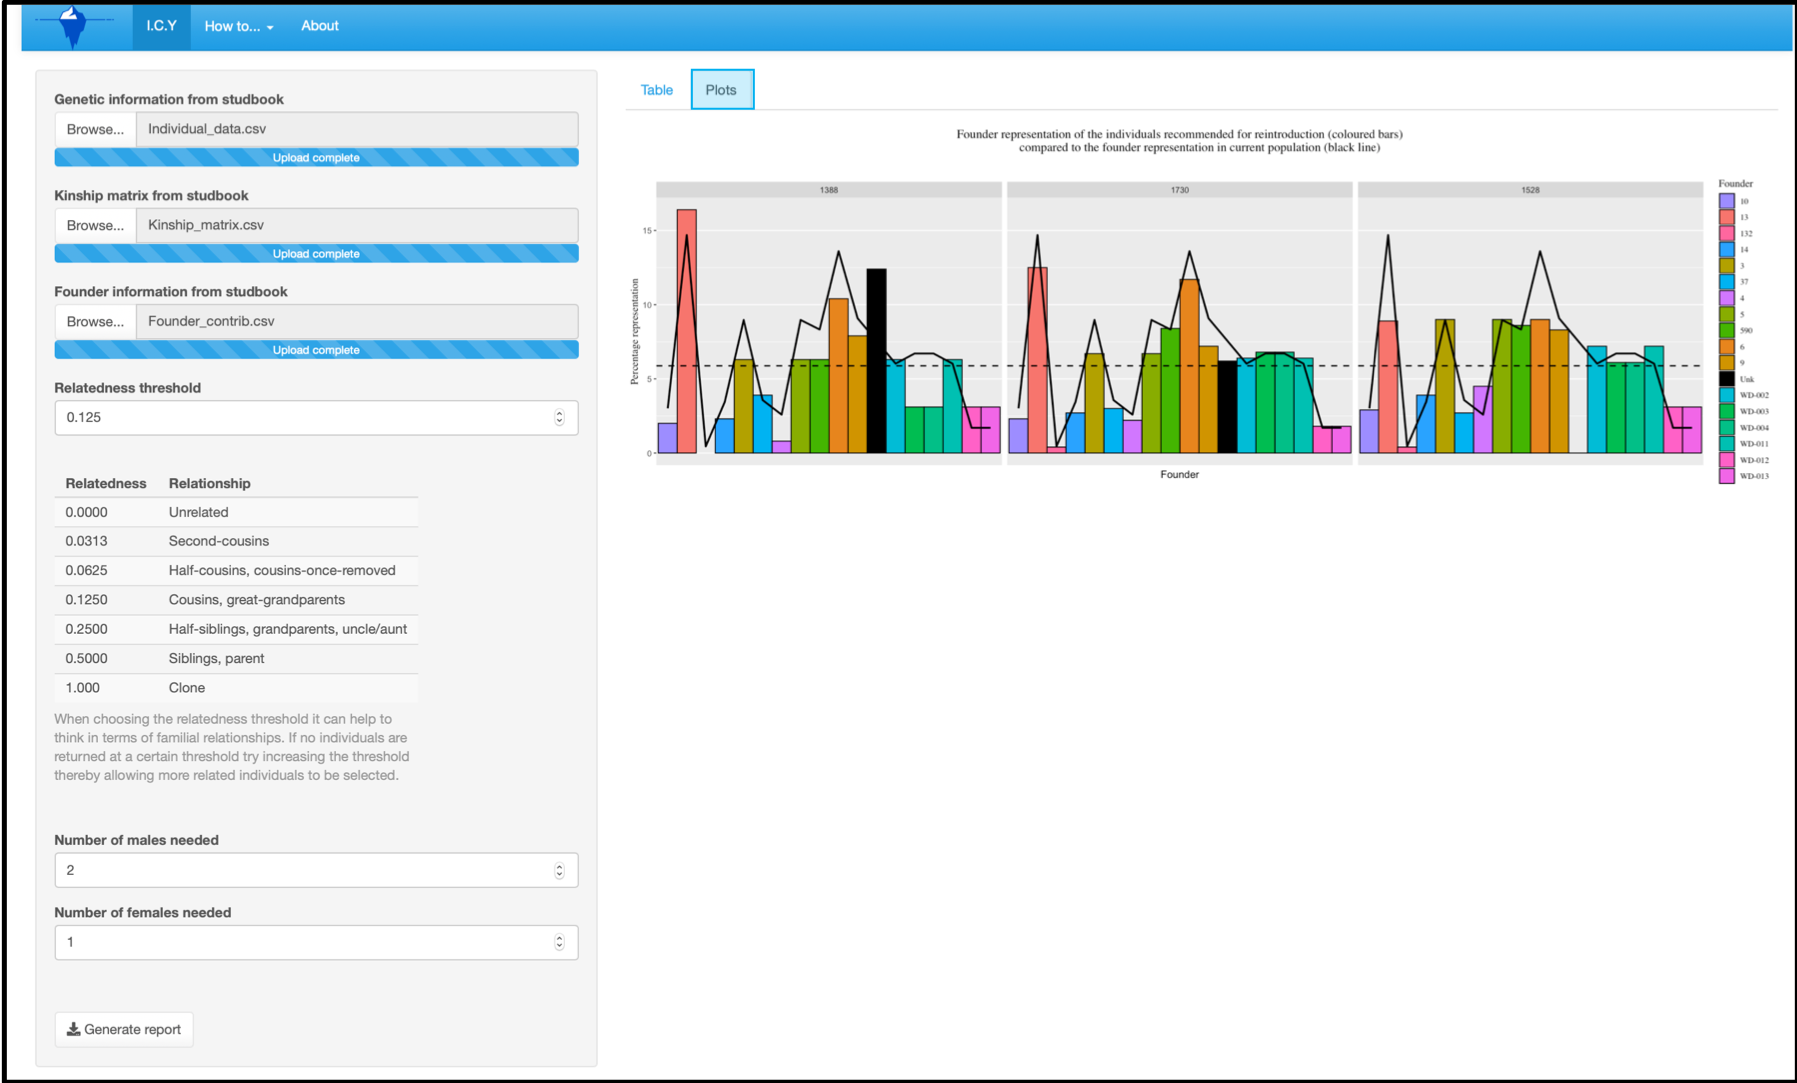 I.C.Y How to... About
Genetic information from studbook
Browse... Individual_data.csv
Upload complete
Kinship matrix from studbook
Browse... Kinship_matrix.csv
Upload complete
Founder information from studbook
Browse... Founder_contrib.csv
Upload complete
Relatedness threshold
0.125
Relatedness Relationship
0.0000 Unrelated
0.0313 Second-cousins
0.0625 Half-cousins, cousins-once-removed
0.1250 Cousins, great-grandparents
0.2500 Half-siblings, grandparents, uncle/aunt
0.5000 Siblings, parent
1.000 Clone
When choosing the relatedness threshold it can help to
think in terms of familial relationships. If no individuals are
returned at a certain threshold try increasing the threshold
thereby allowing more related individuals to be selected.
Number of males needed
2
Number of females needed
1
Generate report
Table Plots
Founder representation of the individuals recommended for reintroduction (coloured bars)
compared to the founder representation in current population (black line)
1388 1730 1528
Percentage representation
15
10
5
0
Founder
Founder
10
13
132
14
3
37
4
5
590
6
9
Unk
WD-002
WD-003
WD-004
WD-011
WD-012
WD-013